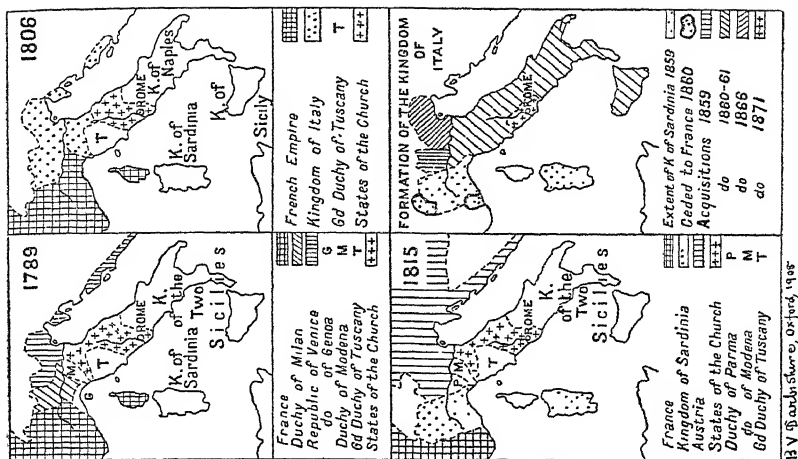 1789
M
G
T
ROME
K. of Sardinia
K. of the Two Sicilies
France
Duchy of Milan
Republic of Venice
do of Genoa G
Duchy of Modena M
Gd Duchy of Tuscany T
States of the Church
1806
T
ROME
K. of Naples
K. of Sardinia
K. of Sicily
French Empire
Kingdom of Italy
Gd Duchy of Tuscany T
States of the Church
1815
P
M
T
ROME
K. of the Two Sicilies
France
Kingdom of Sardinia
Austria
States of the Church
Duchy of Parma P
do of Modena M
Gd Duchy of Tuscany T
FORMATION OF THE KINGDOM
OF
ITALY
ROME
Extent of K of Sardinia 1859
Ceded to France 1860
Acquisitions 1859
do 1860-61
do 1866
do 1871
B V Darbishire, Oxford, 1905